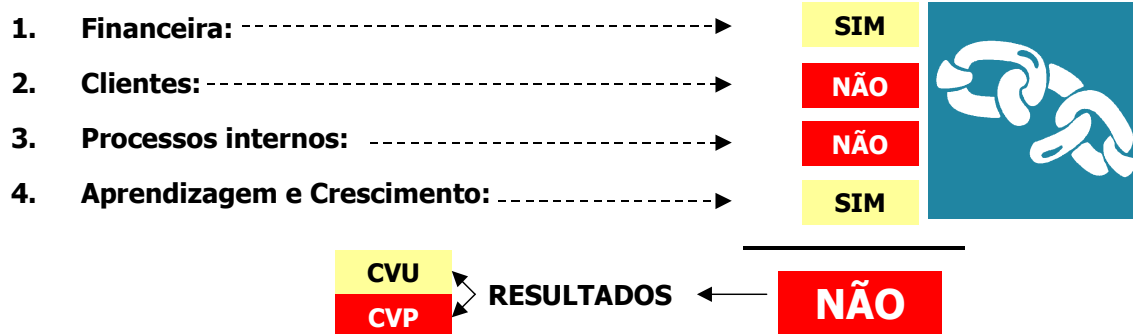 1. Financeira: SIM
2. Clientes: NÃO
3. Processos internos: NÃO
4. Aprendizagem e Crescimento: SIM
CVU
CVP
RESULTADOS
NÃO